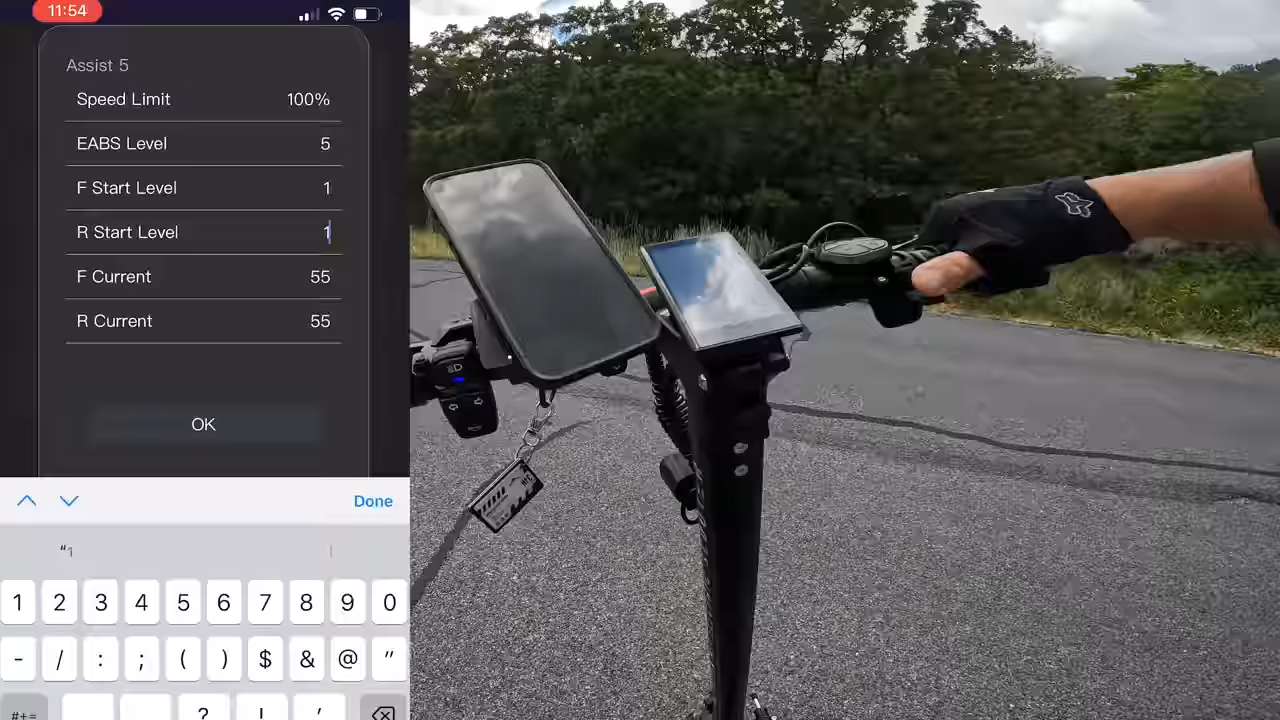 11:54
Assist 5
Speed Limit 100%
EABS Level 5
F Start Level 1
R Start Level 1
F Current 55
R Current 55
OK
Done
“1
1 2 3 4 5 6 7 8 9 0
- / : ; ( ) $ & @ ”
#+= ? ! ’